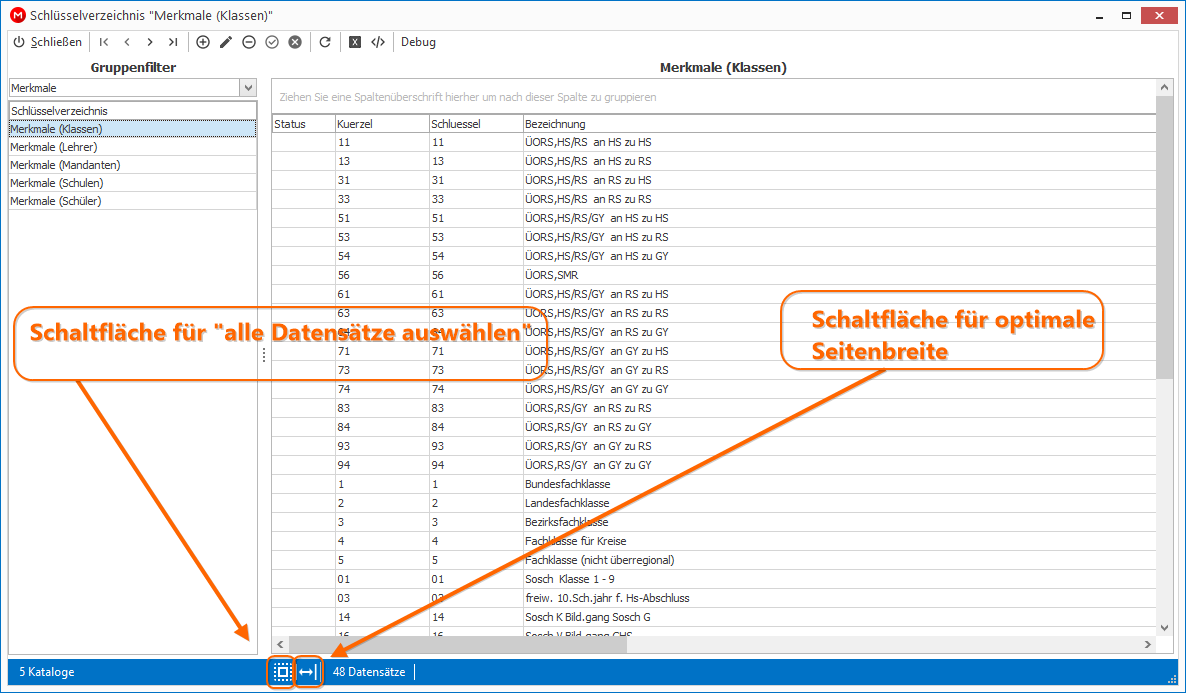 M Schlüsselverzeichnis "Merkmale (Klassen)"
Schließen X Debug
Gruppenfilter
Merkmale
Schlüsselverzeichnis
Merkmale (Klassen)
Merkmale (Lehrer)
Merkmale (Mandanten)
Merkmale (Schulen)
Merkmale (Schüler)
Merkmale (Klassen)
Ziehen Sie eine Spaltenüberschrift hierher um nach dieser Spalte zu gruppieren
Status Kuerzel Schluessel Bezeichnung
11 11 ÜORS,HS/RS an HS zu HS
13 13 ÜORS,HS/RS an HS zu RS
31 31 ÜORS,HS/RS an RS zu HS
33 33 ÜORS,HS/RS an RS zu RS
51 51 ÜORS,HS/RS/GY an HS zu HS
53 53 ÜORS,HS/RS/GY an HS zu RS
54 54 ÜORS,HS/RS/GY an HS zu GY
56 56 ÜORS,SMR
61 61 ÜORS,HS/RS/GY an RS zu HS
63 63 ÜORS,HS/RS/GY an RS zu RS
64 64 ÜORS,HS/RS/GY an RS zu GY
71 71 ÜORS,HS/RS/GY an GY zu HS
73 73 ÜORS,HS/RS/GY an GY zu RS
74 74 ÜORS,HS/RS/GY an GY zu GY
83 83 ÜORS,RS/GY an RS zu RS
84 84 ÜORS,RS/GY an RS zu GY
93 93 ÜORS,RS/GY an GY zu RS
94 94 ÜORS,RS/GY an GY zu GY
1 1 Bundesfachklasse
2 2 Landesfachklasse
3 3 Bezirksfachklasse
4 4 Fachklasse für Kreise
5 5 Fachklasse (nicht überregional)
01 01 Sosch Klasse 1 - 9
03 03 freiw. 10.Sch.jahr f. Hs-Abschluss
14 14 Sosch K Bild.gang Sosch G
16 16 Sosch V Bild.gang GHS
Schaltfläche für "alle Datensätze auswählen"
Schaltfläche für optimale
Seitenbreite
5 Kataloge 48 Datensätze